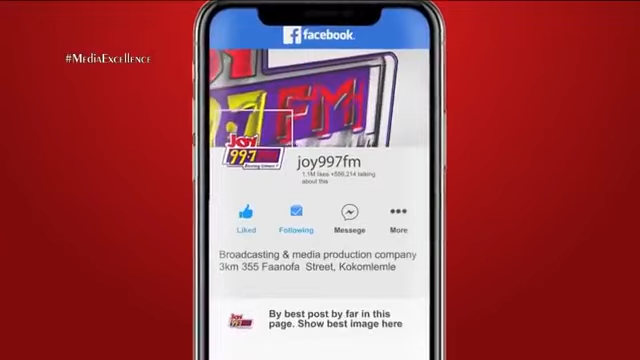 #MediaExcellence
facebook.
FM
JOY
99.7
joy997fm
1.1M likes +586,214 talking
about this
Liked
Following
Messege
More
Broadcasting & media production company
3km 355 Faanofa Street, Kokomlemle
By best post by far in this
page. Show best image here